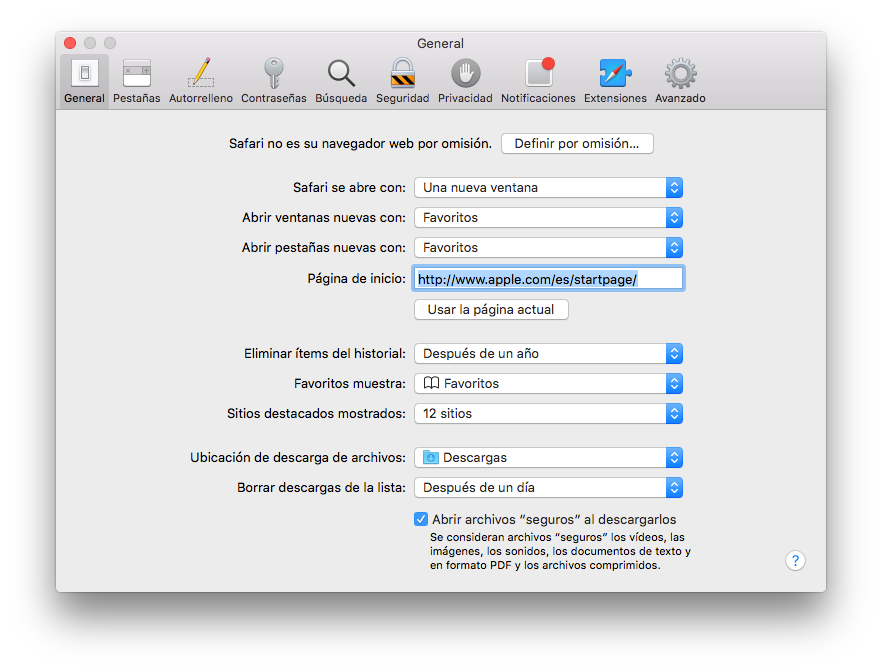 General
General Pestañas Autorrelleno Contraseñas Búsqueda Seguridad Privacidad Notificaciones Extensiones Avanzado
Safari no es su navegador web por omisión. Definir por omisión...
Safari se abre con: Una nueva ventana
Abrir ventanas nuevas con: Favoritos
Abrir pestañas nuevas con: Favoritos
Página de inicio: http://www.apple.com/es/startpage/
Usar la página actual
Eliminar ítems del historial: Después de un año
Favoritos muestra: Favoritos
Sitios destacados mostrados: 12 sitios
Ubicación de descarga de archivos: Descargas
Borrar descargas de la lista: Después de un día
Abrir archivos “seguros” al descargarlos
Se consideran archivos “seguros” los vídeos, las
imágenes, los sonidos, los documentos de texto y
en formato PDF y los archivos comprimidos.
?